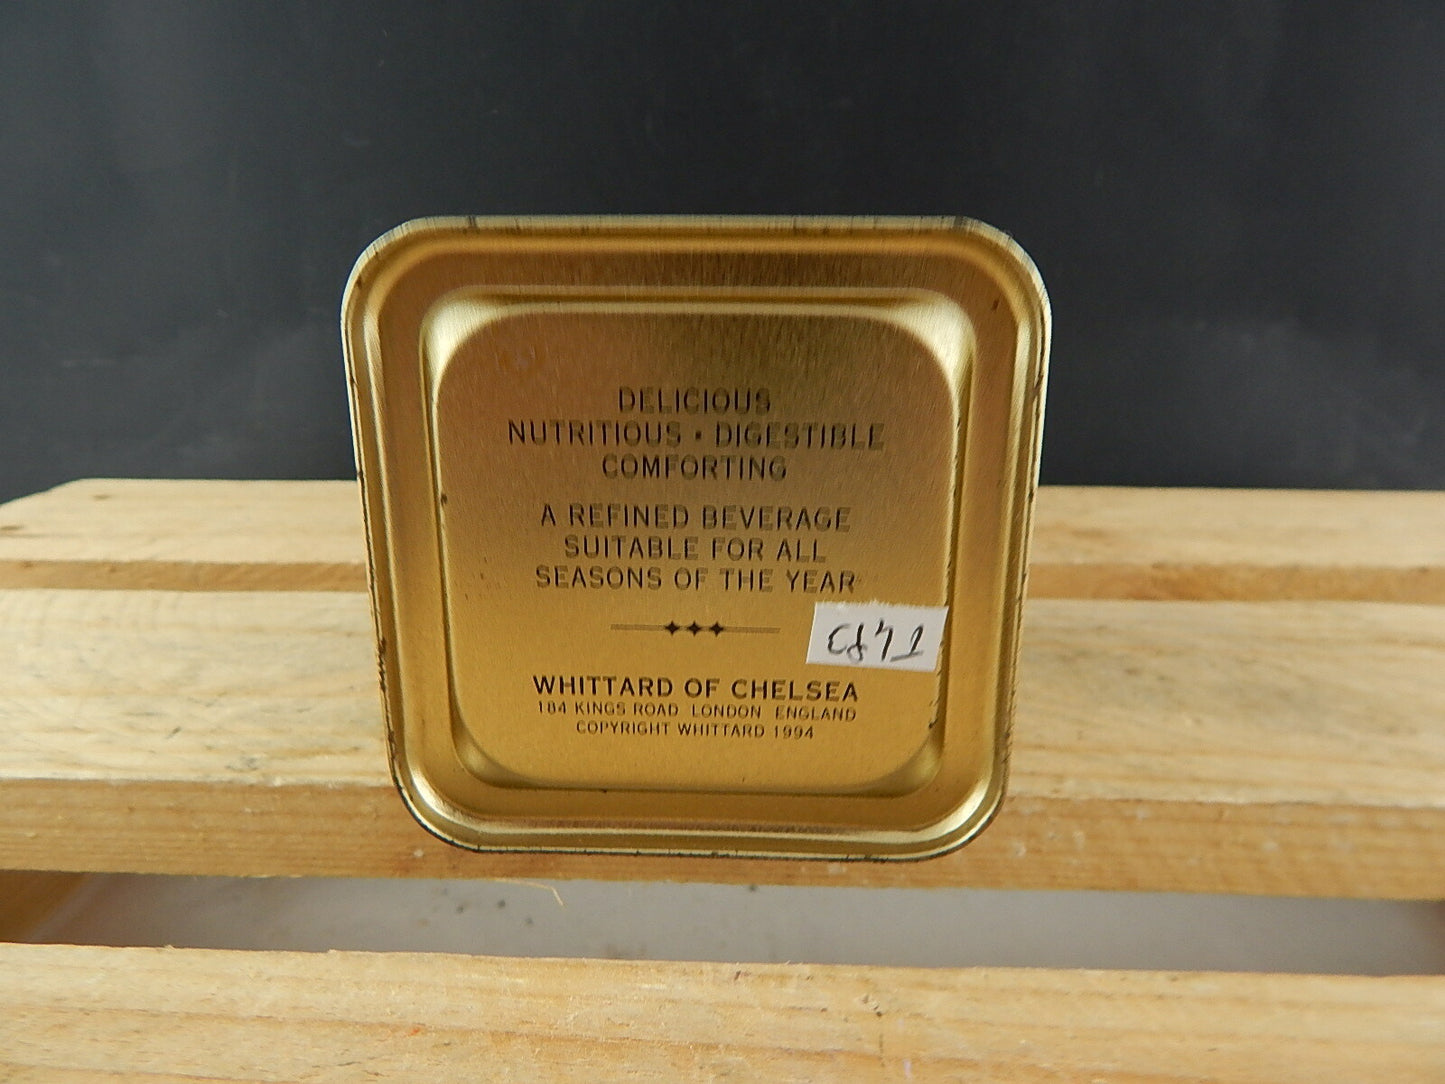 DELICIOUS
NUTRITIOUS • DIGESTIBLE
COMFORTING
A REFINED BEVERAGE
SUITABLE FOR ALL
SEASONS OF THE YEAR
WHITTARD OF CHELSEA
184 KINGS ROAD LONDON ENGLAND
COPYRIGHT WHITTARD 1994